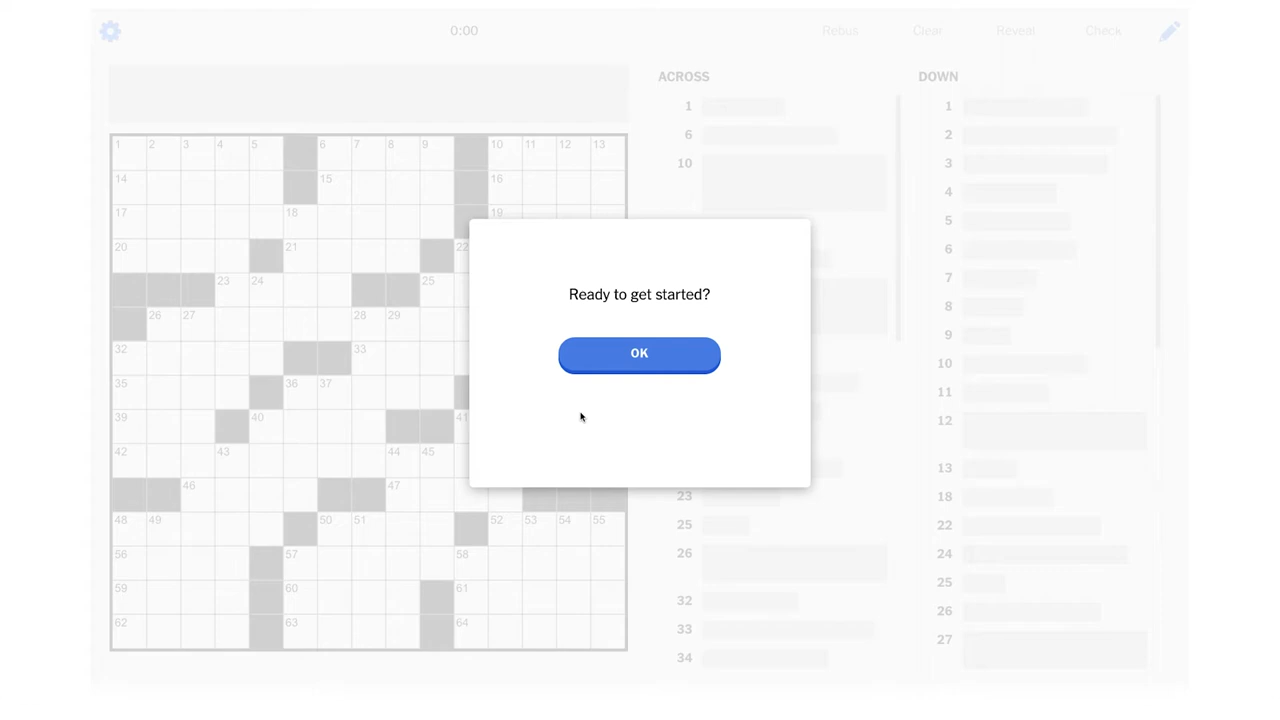 0:00
Rebus Clear Reveal Check
ACROSS
DOWN
1 2 3 4 5 6 7 8 9 10 11 12 13
14 15 16
17 18 19
20 21 22
23 24 25
26 27 28 29
32 33
35 36 37
39 40 41
42 43 44 45
46 47
48 49 50 51 52 53 54 55
56 57 58
59 60 61
62 63 64
Ready to get started?
OK
1
6
10
23
25
26
32
33
34
1
2
3
4
5
6
7
8
9
10
11
12
13
18
22
24
25
26
27